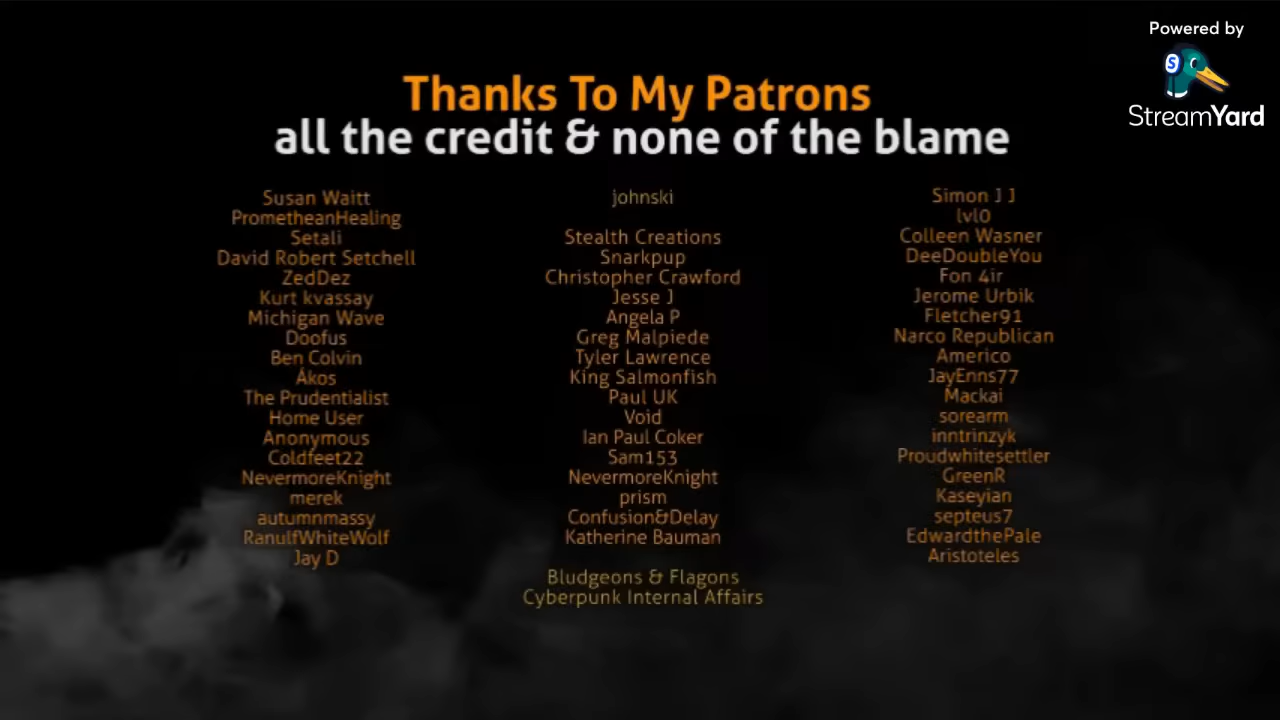 Powered by
StreamYard
Thanks To My Patrons
all the credit & none of the blame
Susan Waitt
PrometheanHealing
Setali
David Robert Setchell
ZedDez
Kurt kvassay
Michigan Wave
Doofus
Ben Colvin
Ákos
The Prudentialist
Home User
Anonymous
Coldfeet22
NevermoreKnight
merek
autumnmassy
RanulfWhiteWolf
Jay D
johnski
Stealth Creations
Snarkpup
Christopher Crawford
Jesse J
Angela P
Greg Malpiede
Tyler Lawrence
King Salmonfish
Paul UK
Void
Ian Paul Coker
Sam153
NevermoreKnight
prism
Confusion&Delay
Katherine Bauman
Bludgeons & Flagons
Cyberpunk Internal Affairs
Simon J J
lvl0
Colleen Wasner
DeeDoubleYou
Fon 4ir
Jerome Urbik
Fletcher91
Narco Republican
Americo
JayEnns77
Mackai
sorearm
inntrinzyk
Proudwhitesettler
GreenR
Kaseyian
septeus7
EdwardthePale
Aristoteles